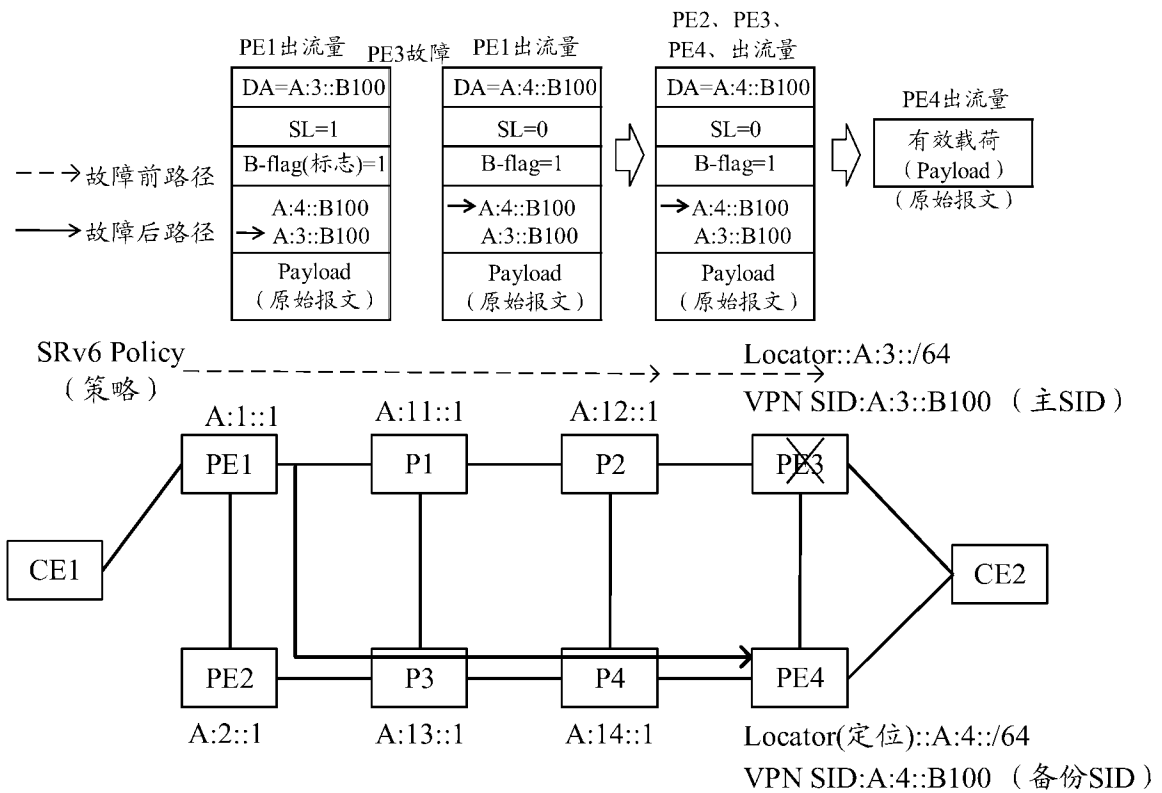 PE1出流量
PE3故障
PE1出流量
PE2、PE3、
PE4、出流量
PE4出流量
DA=A:3::B100
SL=1
B-flag(标志)=1
A:4::B100
A:3::B100
Payload
(原始报文)
DA=A:4::B100
SL=0
B-flag=1
A:4::B100
A:3::B100
Payload
(原始报文)
DA=A:4::B100
SL=0
B-flag=1
A:4::B100
A:3::B100
Payload
(原始报文)
有效载荷
(Payload)
(原始报文)
故障前路径
故障后路径
SRv6 Policy
(策略)
Locator::A:3::/64
VPN SID:A:3::B100 (主SID)
A:1::1
A:11::1
A:12::1
PE1
P1
P2
PE3
CE1
CE2
PE2
P3
P4
PE4
A:2::1
A:13::1
A:14::1
Locator(定位)::A:4::/64
VPN SID:A:4::B100 (备份SID)